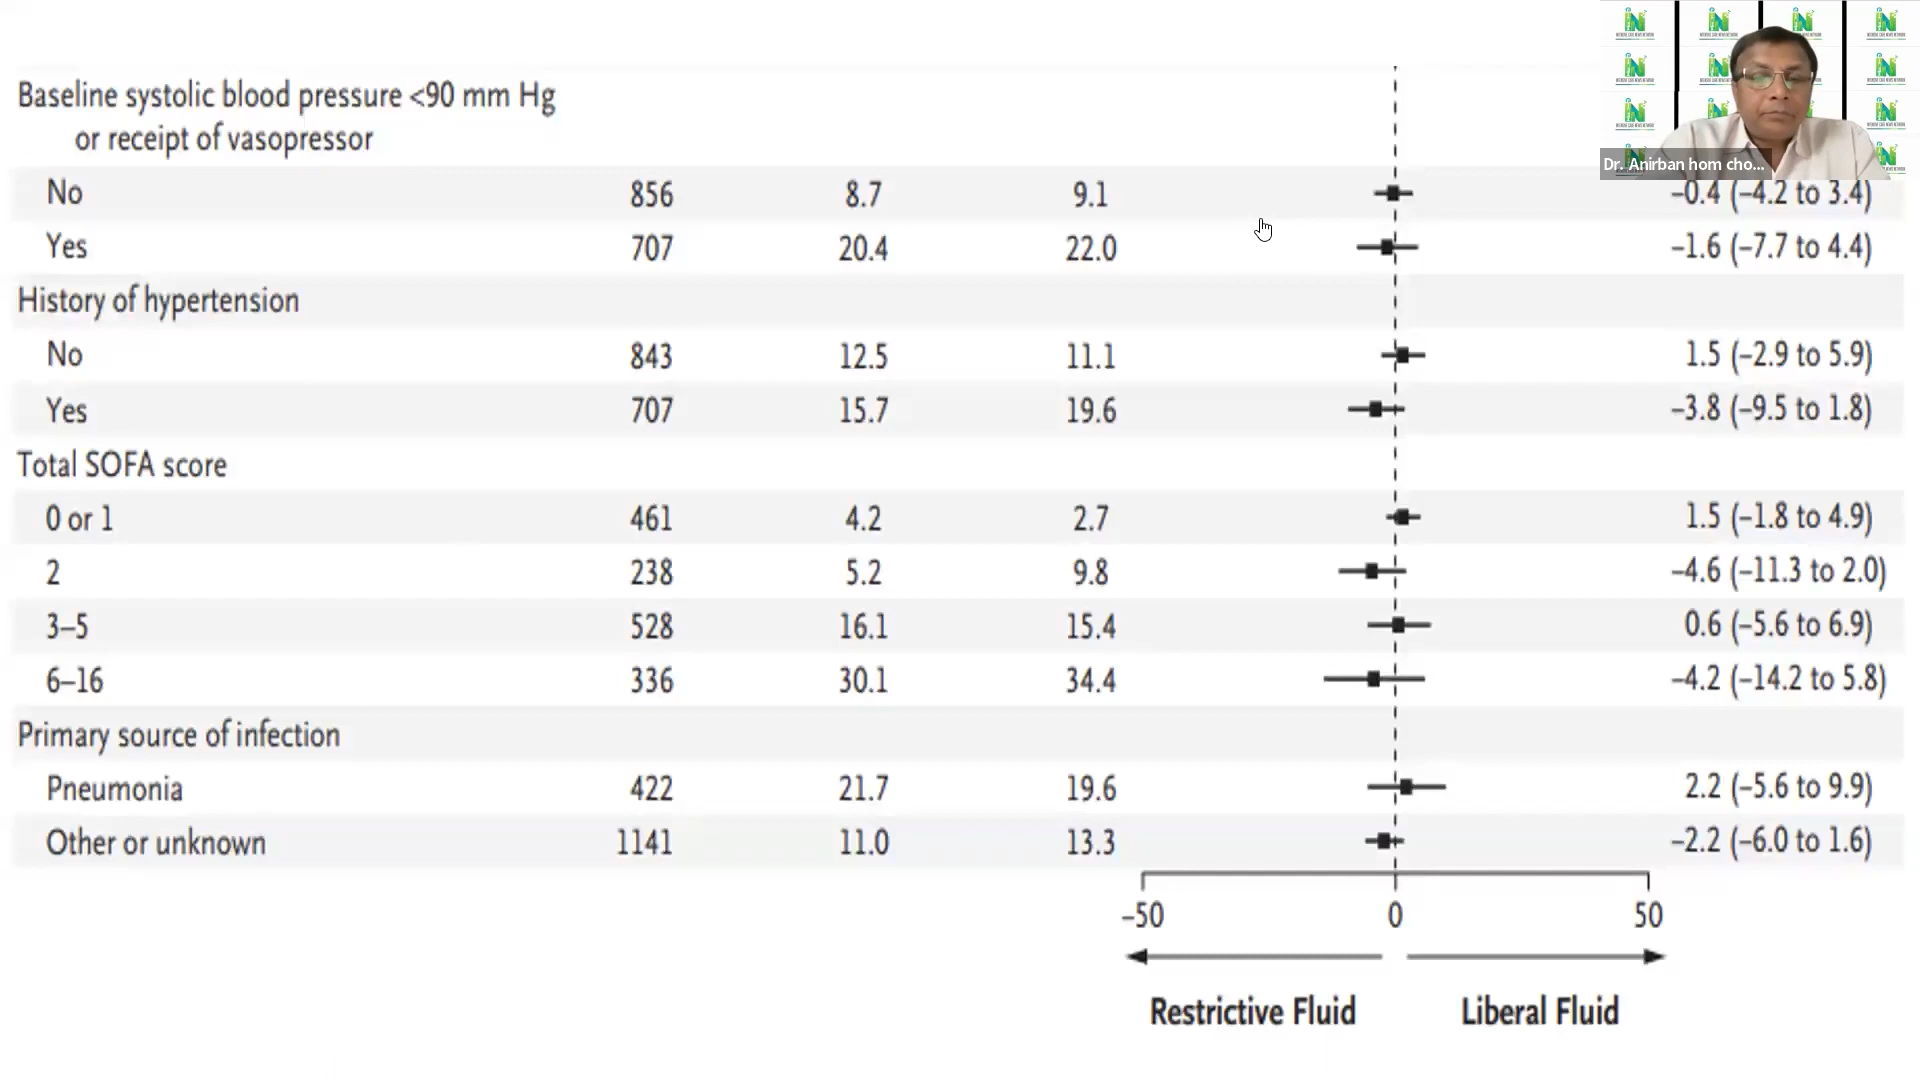 Baseline systolic blood pressure <90 mm Hg
or receipt of vasopressor
No 856 8.7 9.1 –0.4 (–4.2 to 3.4)
Yes 707 20.4 22.0 –1.6 (–7.7 to 4.4)
History of hypertension
No 843 12.5 11.1 1.5 (–2.9 to 5.9)
Yes 707 15.7 19.6 –3.8 (–9.5 to 1.8)
Total SOFA score
0 or 1 461 4.2 2.7 1.5 (–1.8 to 4.9)
2 238 5.2 9.8 –4.6 (–11.3 to 2.0)
3–5 528 16.1 15.4 0.6 (–5.6 to 6.9)
6–16 336 30.1 34.4 –4.2 (–14.2 to 5.8)
Primary source of infection
Pneumonia 422 21.7 19.6 2.2 (–5.6 to 9.9)
Other or unknown 1141 11.0 13.3 –2.2 (–6.0 to 1.6)
–50 0 50
Restrictive Fluid Liberal Fluid
Dr. Anirban hom cho...